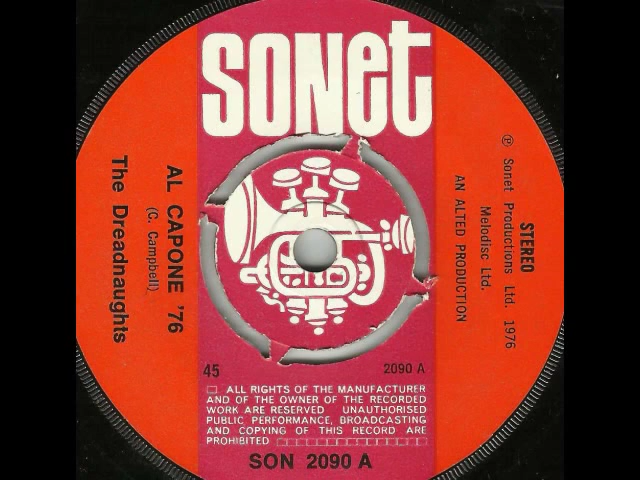 SONET
AL CAPONE '76
(C. Campbell)
The Dreadnaughts
STEREO
℗ Sonet Productions Ltd. 1976
Melodisc Ltd.
AN ALTED PRODUCTION
45
2090 A
ALL RIGHTS OF THE MANUFACTURER
AND OF THE OWNER OF THE RECORDED
WORK ARE RESERVED UNAUTHORISED
PUBLIC PERFORMANCE, BROADCASTING
AND COPYING OF THIS RECORD ARE
PROHIBITED
SON 2090 A